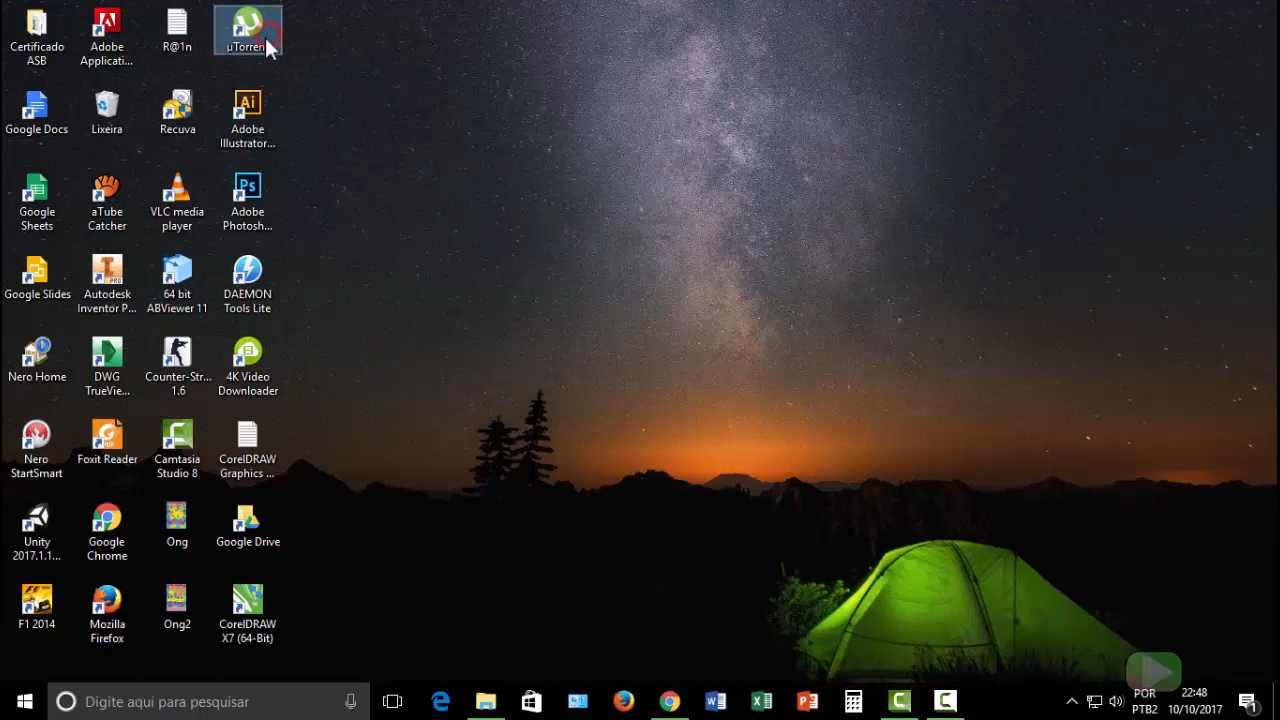 Certificado
ASB
Adobe
Applicati...
R@1n
µTorrent
Google Docs
Lixeira
Recuva
Ai
Adobe
Illustrator...
Google
Sheets
aTube
Catcher
VLC media
player
Ps
Adobe
Photosh...
Google Slides
PRO
Autodesk
Inventor P...
64 bit
ABViewer 11
DAEMON
Tools Lite
Nero Home
DWG
TrueVie...
Counter-Str...
1.6
4K Video
Downloader
Nero
StartSmart
Foxit Reader
Camtasia
Studio 8
CorelDRAW
Graphics ...
Unity
2017.1.1...
Google
Chrome
Ong
Google Drive
F1 2014
Mozilla
Firefox
Ong2
CorelDRAW
X7 (64-Bit)
Digite aqui para pesquisar
POR
PTB2
22:48
10/10/2017
1